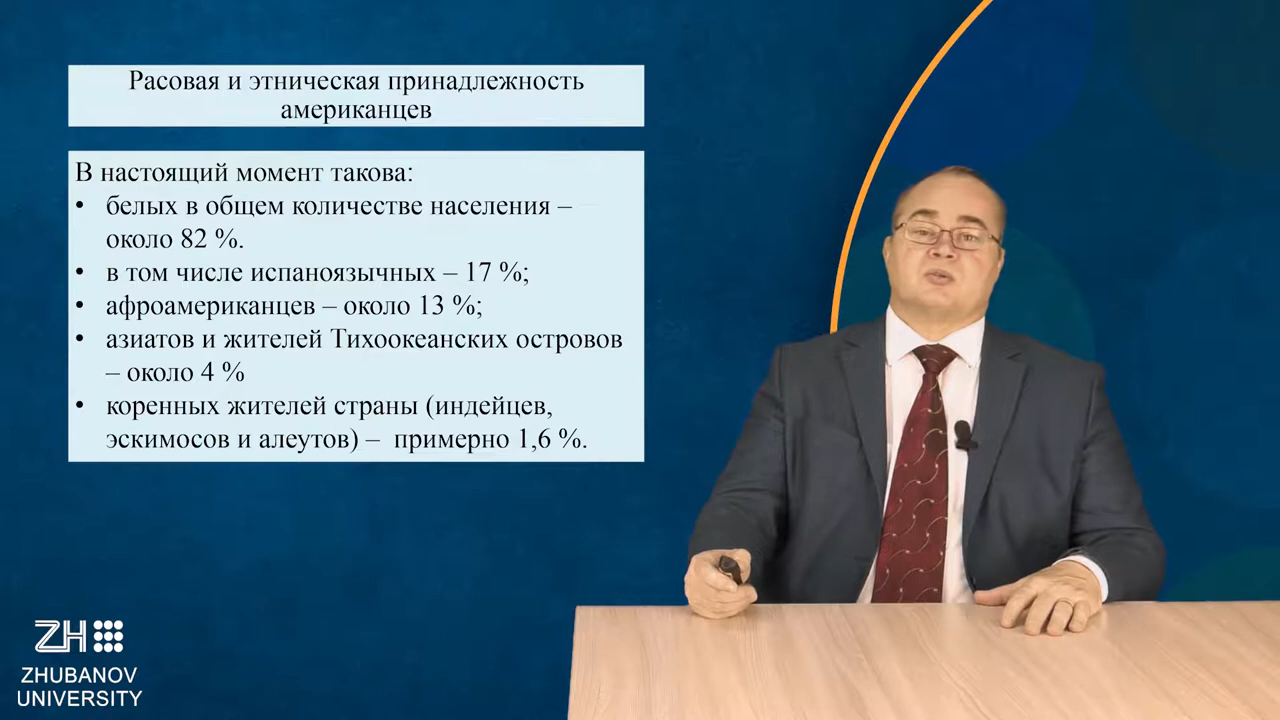 Расовая и этническая принадлежность
американцев
В настоящий момент такова:
• белых в общем количестве населения –
около 82 %.
• в том числе испаноязычных – 17 %;
• афроамериканцев – около 13 %;
• азиатов и жителей Тихоокеанских островов
– около 4 %
• коренных жителей страны (индейцев,
эскимосов и алеутов) – примерно 1,6 %.
ZH
ZHUBANOV
UNIVERSITY